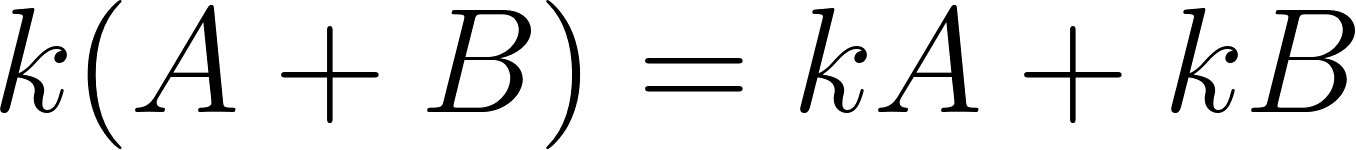 k(A + B) = kA + kB